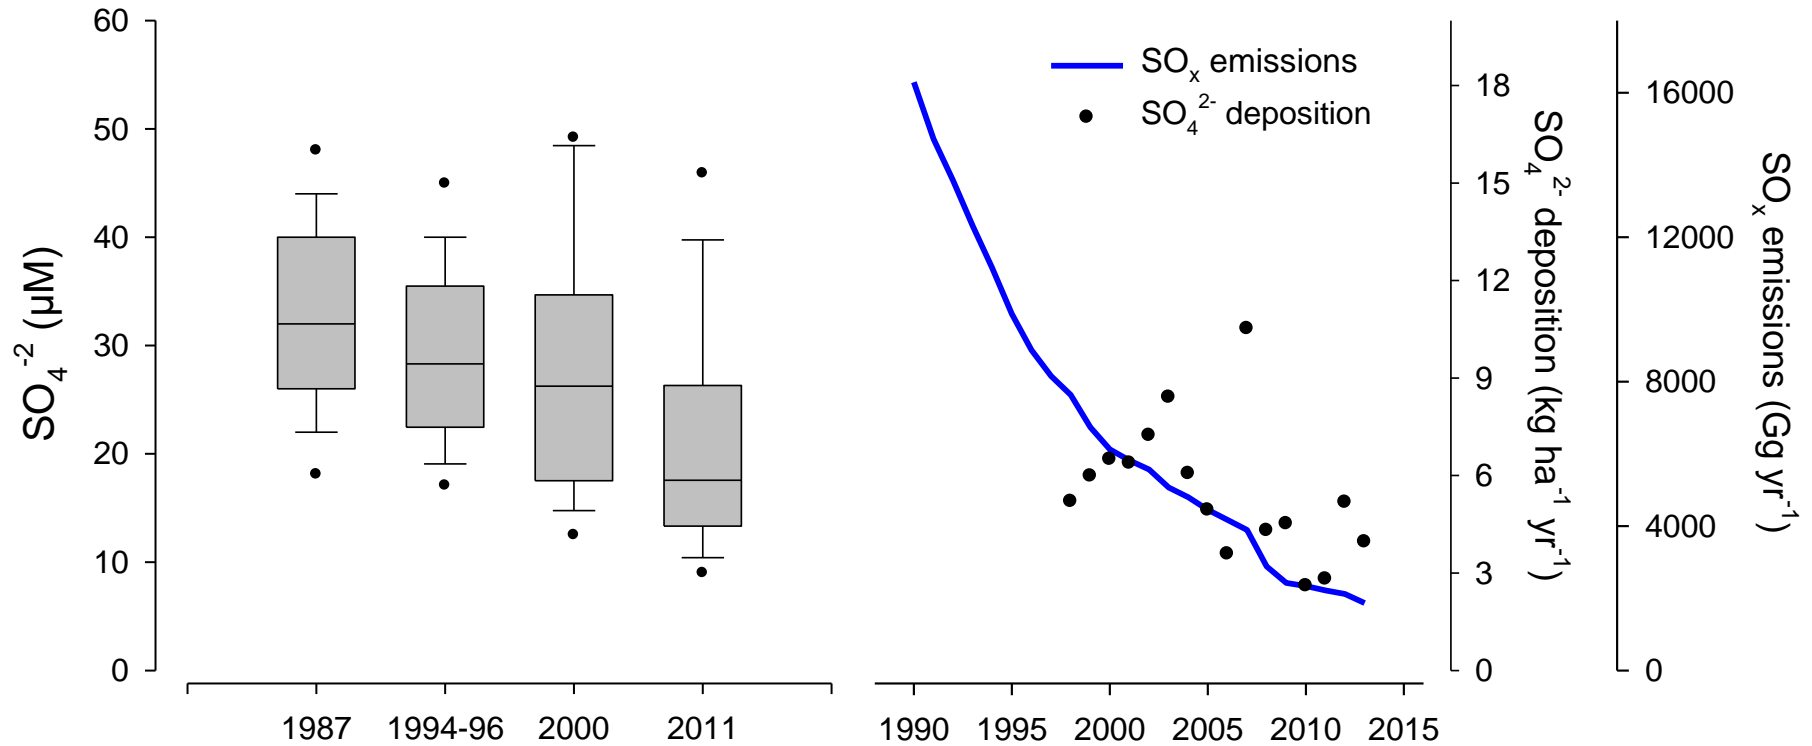 SO₄⁻² (µM)
60
50
40
30
20
10
0
1987 1994-96 2000 2011
SOₓ emissions
SO₄²⁻ deposition
1990 1995 2000 2005 2010 2015
18
15
12
9
6
3
0
SO₄²⁻ deposition (kg ha⁻¹ yr⁻¹)
16000
12000
8000
4000
0
SOₓ emissions (Gg yr⁻¹)